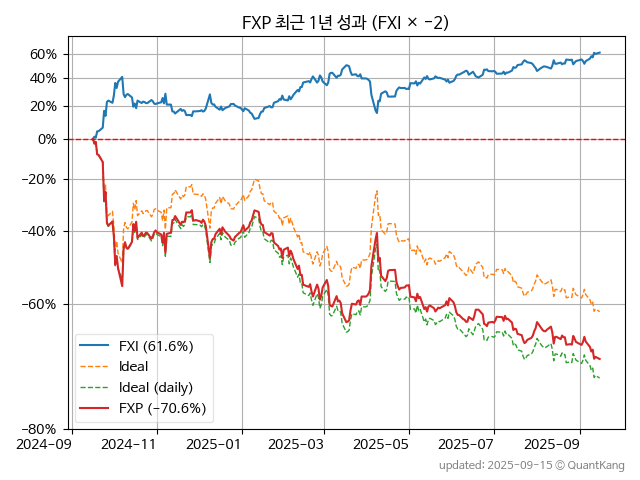 FXP 최근 1년 성과 (FXI × −2)
60%
40%
20%
0%
−20%
−40%
−60%
−80%
FXI (61.6%)
Ideal
Ideal (daily)
FXP (−70.6%)
2024-09
2024-11
2025-01
2025-03
2025-05
2025-07
2025-09
updated: 2025-09-15 © QuantKang